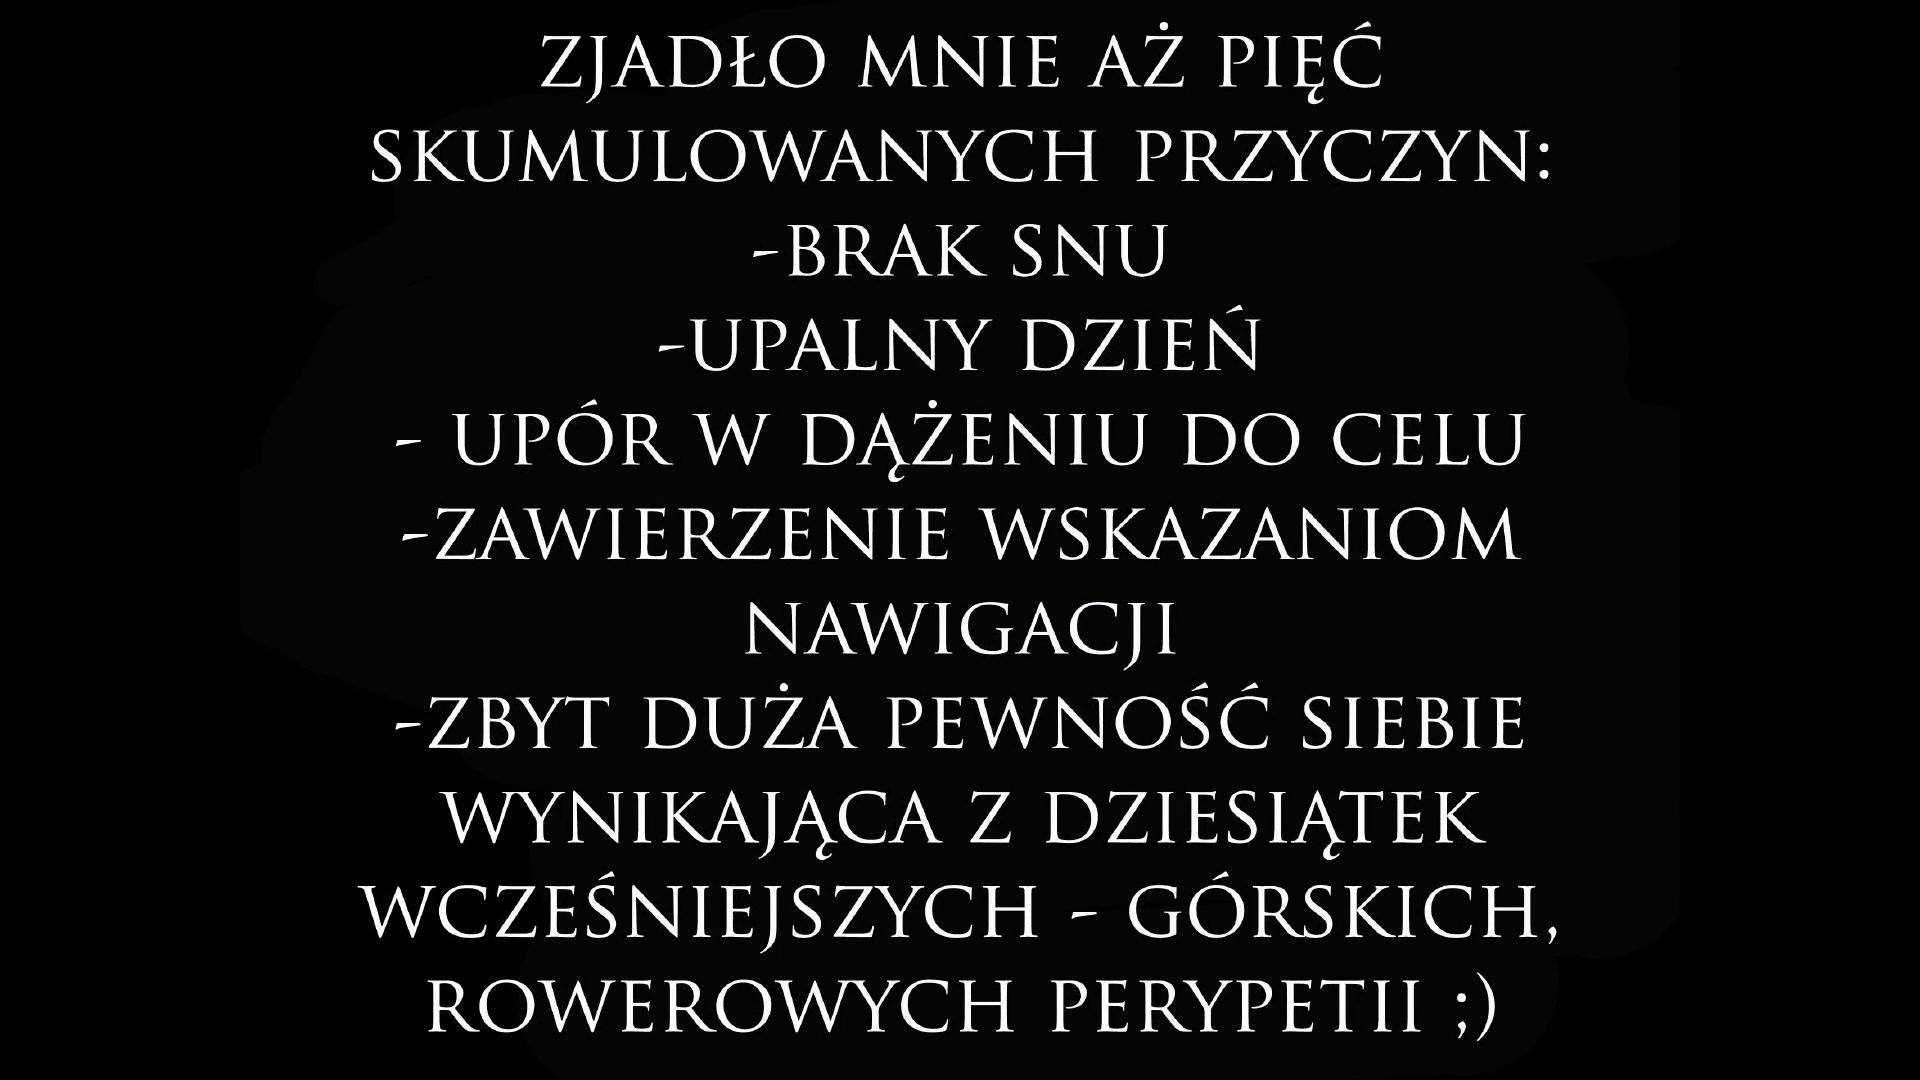 ZJADŁO MNIE AŻ PIĘĆ
SKUMULOWANYCH PRZYCZYN:
-BRAK SNU
-UPALNY DZIEŃ
- UPÓR W DĄŻENIU DO CELU
-ZAWIERZENIE WSKAZANIOM
NAWIGACJI
-ZBYT DUŻA PEWNOŚĆ SIEBIE
WYNIKAJĄCA Z DZIESIĄTEK
WCZEŚNIEJSZYCH - GÓRSKICH,
ROWEROWYCH PERYPETII ;)